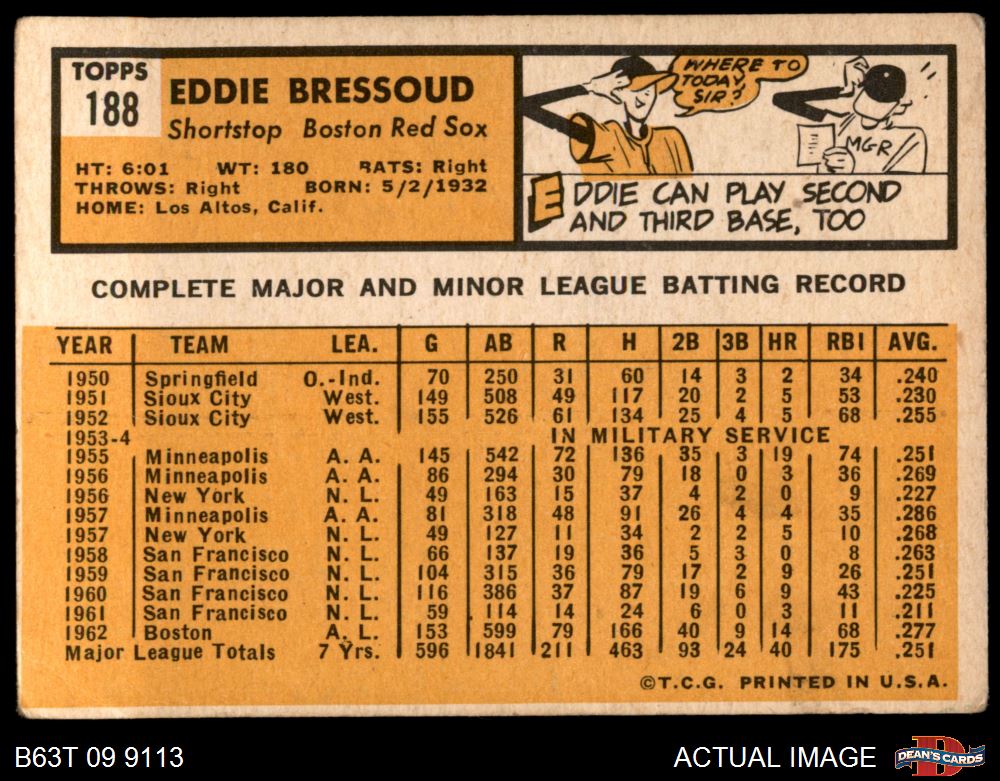 TOPPS
188
EDDIE BRESSOUD
Shortstop Boston Red Sox
HT: 6:01 WT: 180 BATS: Right
THROWS: Right BORN: 5/2/1932
HOME: Los Altos, Calif.
WHERE TO
TODAY,
SIR?
MGR
EDDIE CAN PLAY SECOND
AND THIRD BASE, TOO
COMPLETE MAJOR AND MINOR LEAGUE BATTING RECORD
YEAR TEAM LEA. G AB R H 2B 3B HR RBI AVG.
1950 Springfield O.-Ind. 70 250 31 60 14 3 2 34 .240
1951 Sioux City West. 149 508 49 117 20 2 5 53 .230
1952 Sioux City West. 155 526 61 134 25 4 5 68 .255
1953-4 IN MILITARY SERVICE
1955 Minneapolis A. A. 145 542 72 136 35 3 19 74 .251
1956 Minneapolis A. A. 86 294 30 79 18 0 3 36 .269
1956 New York N. L. 49 163 15 37 4 2 0 9 .227
1957 Minneapolis A. A. 81 318 48 91 26 4 4 35 .286
1957 New York N. L. 49 127 11 34 2 2 5 10 .268
1958 San Francisco N. L. 66 137 19 36 5 3 0 8 .263
1959 San Francisco N. L. 104 315 36 79 17 2 9 26 .251
1960 San Francisco N. L. 116 386 37 87 19 6 9 43 .225
1961 San Francisco N. L. 59 114 14 24 6 0 3 11 .211
1962 Boston A. L. 153 599 79 166 40 9 14 68 .277
Major League Totals 7 Yrs. 596 1841 211 463 93 24 40 175 .251
©T.C.G. PRINTED IN U.S.A.
B63T 09 9113
ACTUAL IMAGE
DEAN'S CARDS